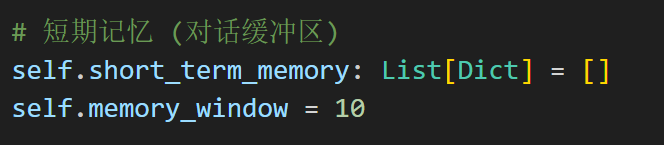 # 短期记忆 (对话缓冲区)
self.short_term_memory: List[Dict] = []
self.memory_window = 10